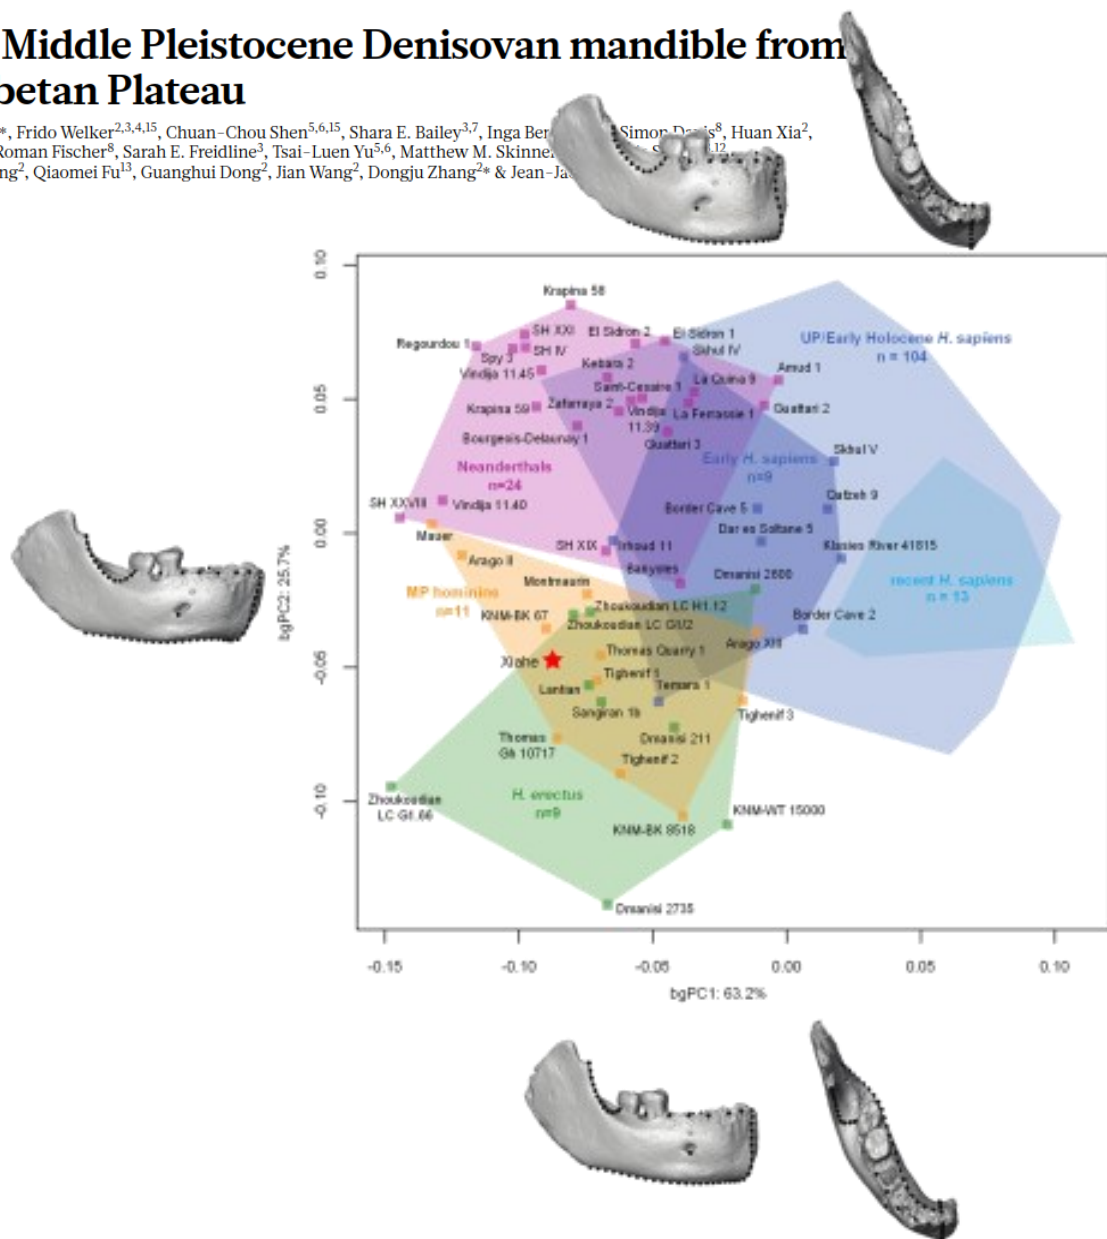 Middle Pleistocene Denisovan mandible from
betan Plateau
*, Frido Welker2,3,4,15, Chuan-Chou Shen5,6,15, Shara E. Bailey3,7, Inga Ber Simon Davis8, Huan Xia2,
Roman Fischer8, Sarah E. Freidline3, Tsai-Luen Yu5,6, Matthew M. Skinne
ng2, Qiaomei Fu13, Guanghui Dong2, Jian Wang2, Dongju Zhang2* & Jean-Ja
0.10
Krapina 58
SH XXI
El Sidron 2
El Sidron 1
UP/Early Holocene H. sapiens
n = 104
Regourdou 1
Spy 3
SH IV
Skhul IV
Vindija 11.45
Kebara 2
Amud 1
Saint-Cesaire 1
La Quina 9
0.05
Krapina 59
Zafarraya 2
Vindija
11.39
La Ferrassie 1
Guattari 2
Bourgeois-Delaunay 1
Guattari 3
Skhul V
Neanderthals
n=24
Early H. sapiens
n=9
Qafzeh 9
SH XXVIII
Vindija 11.40
Border Cave 5
0.00
Mauer
Dar es Soltane 5
SH XIX
Irhoud 11
Klasies River 41815
Arago II
Banyoles
Dmanisi 2600
recent H. sapiens
n = 13
Montmaurin
MP hominins
n=11
KNM-BK 67
Zhoukoudian LC H1.12
Zhoukoudian LC G1/2
Border Cave 2
Arago XIII
bgPC2: 25.7%
-0.05
Xiahe
Thomas Quarry 1
Tighenif 1
Lantian
Temara 1
Sangiran 1b
Tighenif 3
Thomas
Gh 10717
Dmanisi 211
Tighenif 2
-0.10
Zhoukoudian
LC G1.66
H. erectus
n=9
KNM-WT 15000
KNM-BK 8518
Dmanisi 2735
-0.15 -0.10 -0.05 0.00 0.05 0.10
bgPC1: 63.2%